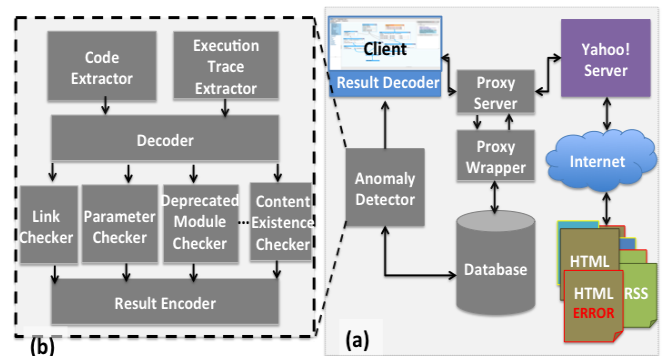 Code
Extractor
Execution
Trace
Extractor
Decoder
Link
Checker
Parameter
Checker
Deprecated
Module
Checker
...
Content
Existence
Checker
Result Encoder
(b)
Client
Result Decoder
Proxy
Server
Yahoo!
Server
Proxy
Wrapper
Internet
Anomaly
Detector
Database
HTML
HTML
ERROR
RSS
(a)